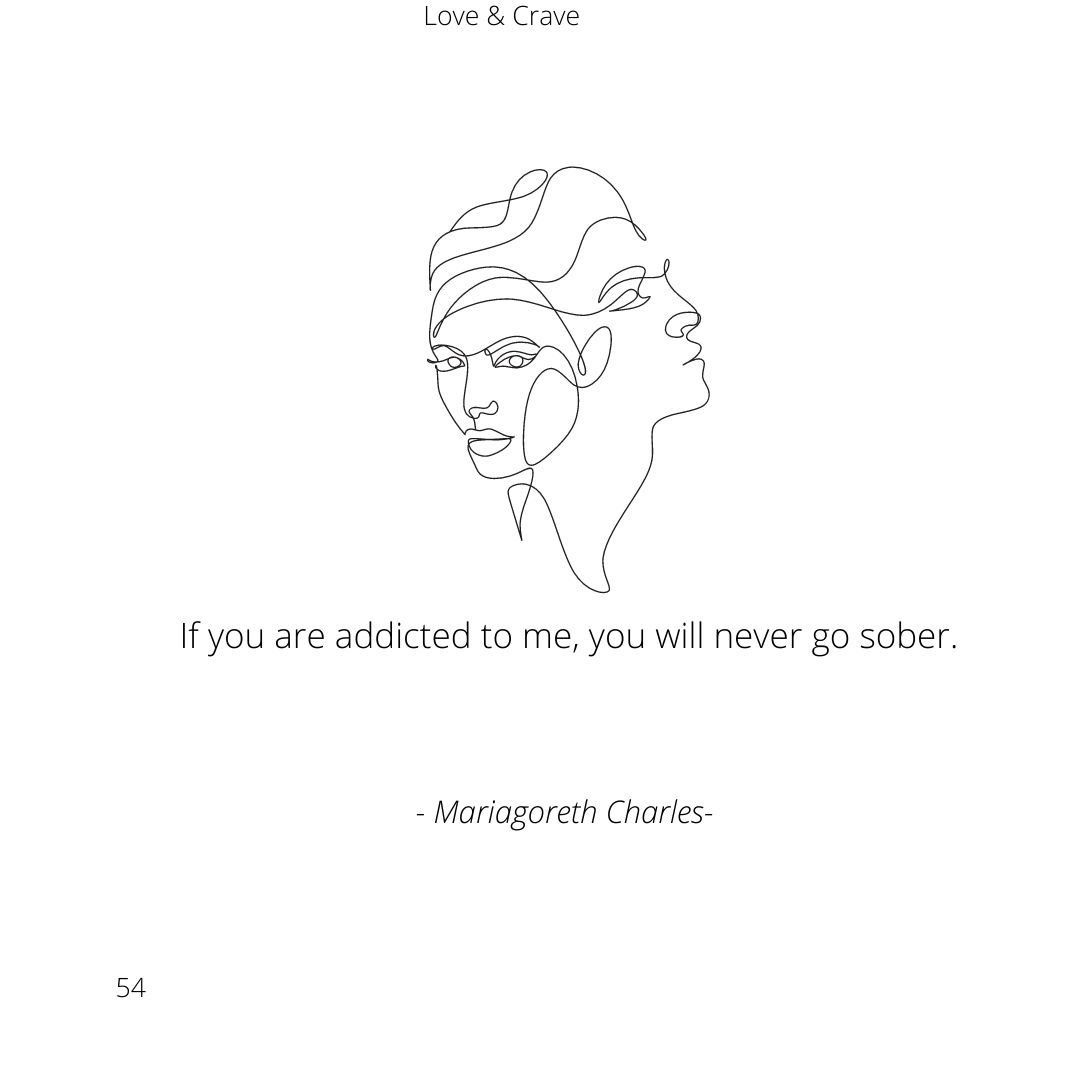 Love & Crave
If you are addicted to me, you will never go sober.
- Mariagoreth Charles-
54